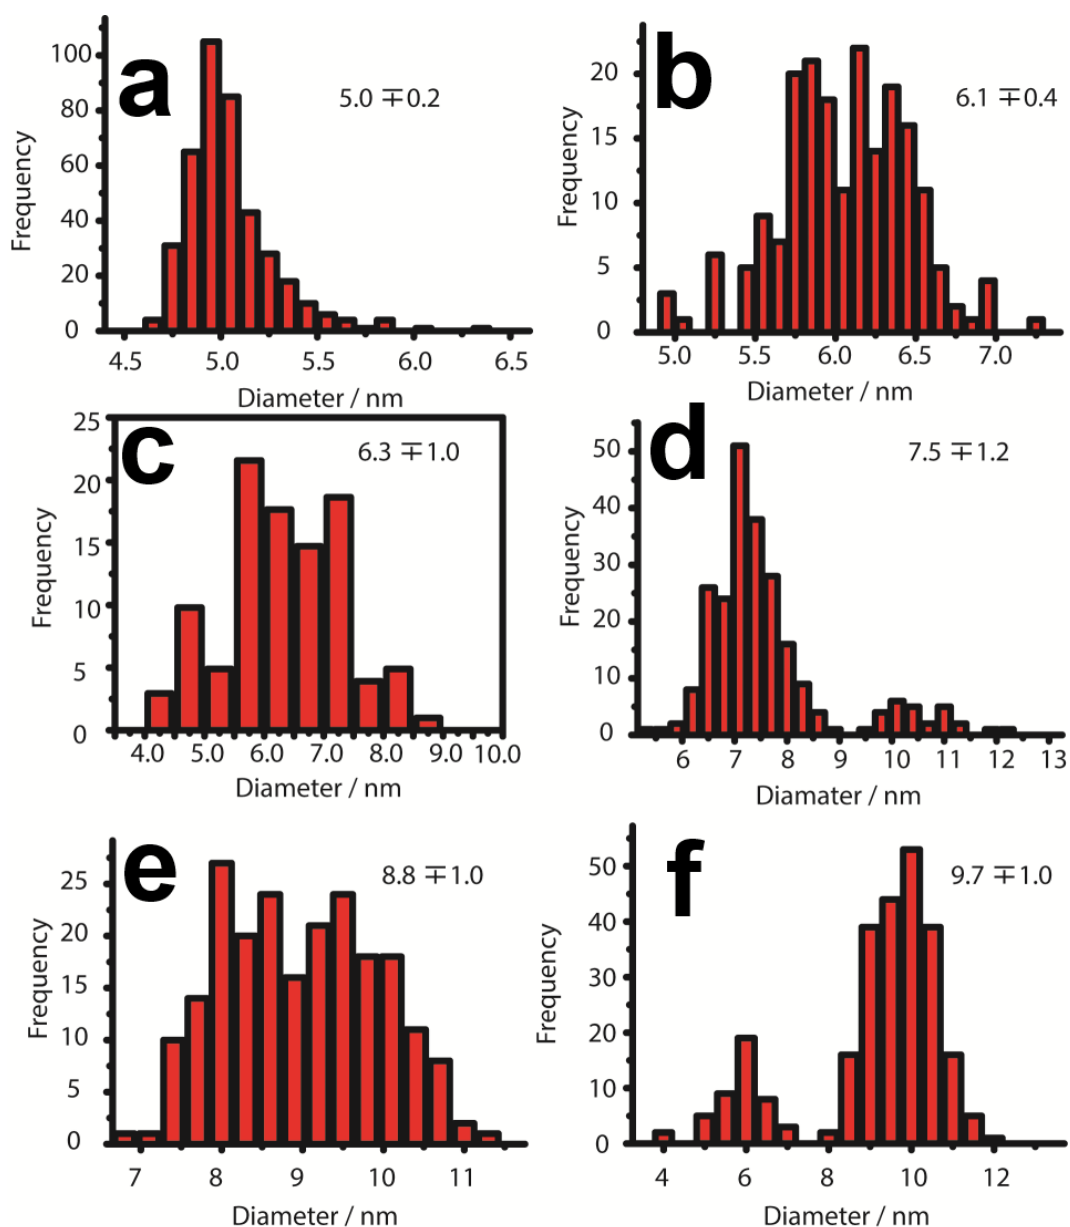 a
5.0 ∓0.2
Frequency
100
80
60
40
20
0
4.5 5.0 5.5 6.0 6.5
Diameter / nm
b
6.1 ∓0.4
Frequency
20
15
10
5
0
5.0 5.5 6.0 6.5 7.0
Diameter / nm
c
6.3 ∓1.0
Frequency
25
20
15
10
5
0
4.0 5.0 6.0 7.0 8.0 9.0 10.0
Diameter / nm
d
7.5 ∓1.2
Frequency
50
40
30
20
10
0
6 7 8 9 10 11 12 13
Diamater / nm
e
8.8 ∓1.0
Frequency
25
20
15
10
5
0
7 8 9 10 11
Diameter / nm
f
9.7 ∓1.0
Frequency
50
40
30
20
10
0
4 6 8 10 12
Diameter / nm